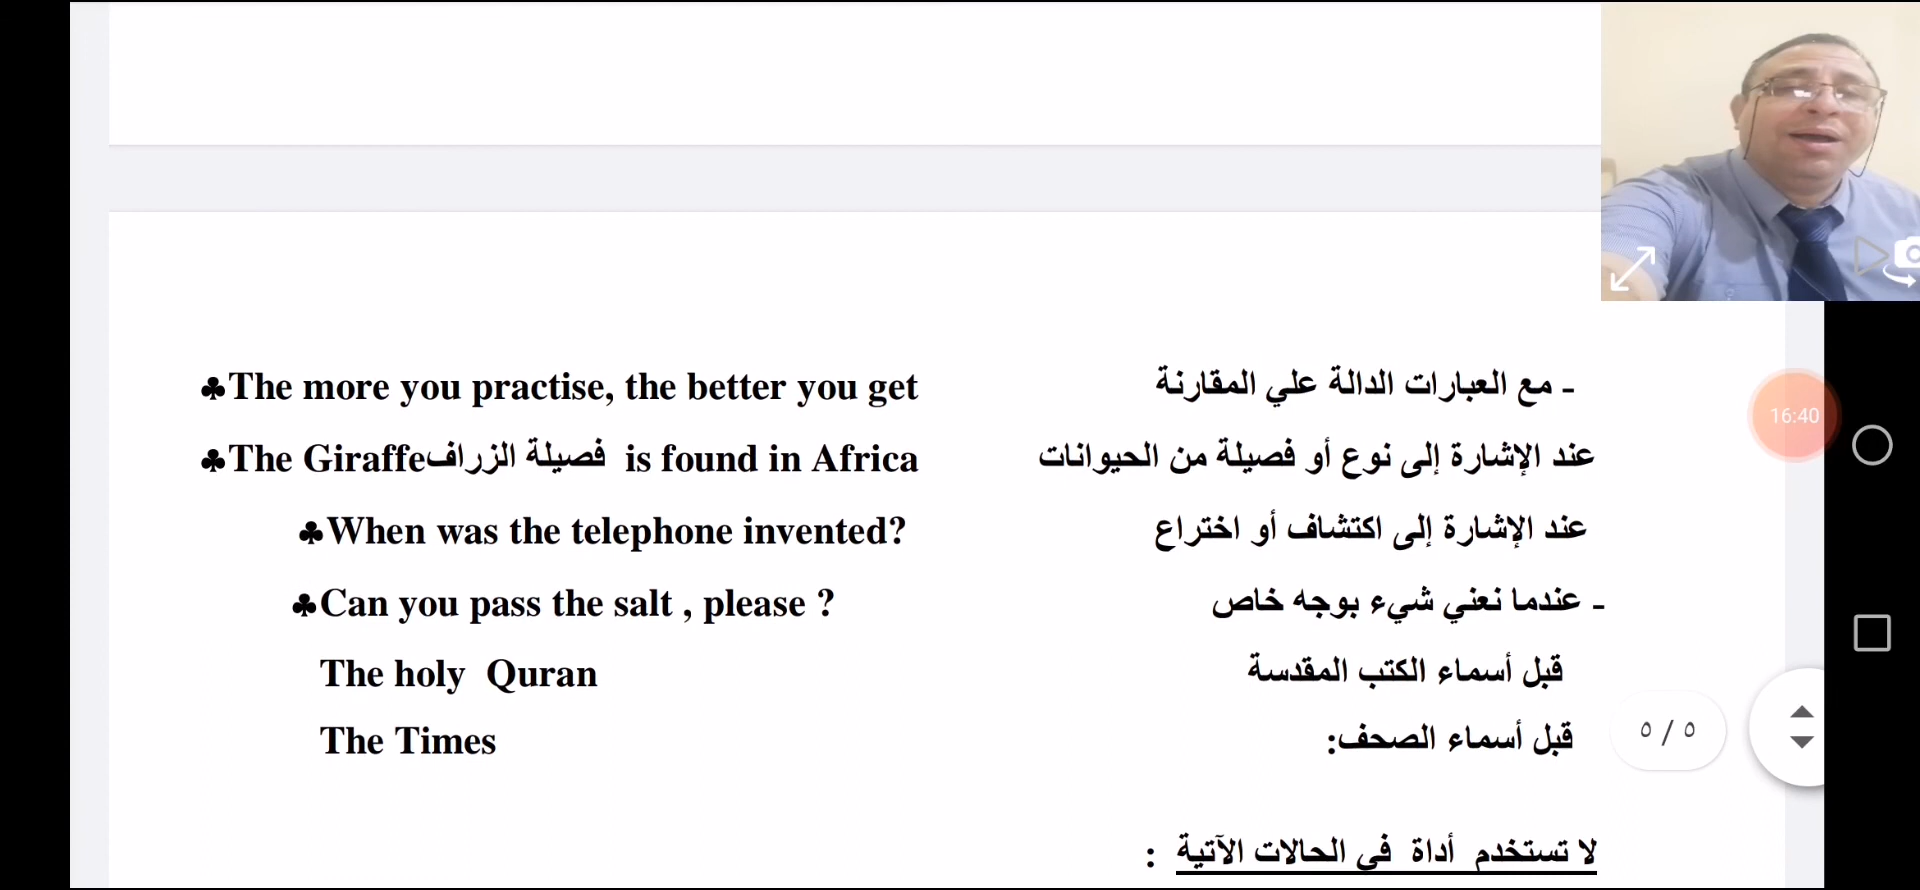 ♣The more you practise, the better you get - مع العبارات الدالة علي المقارنة
16:40
♣The Giraffeفصيلة الزراف is found in Africa عند الإشارة إلى نوع أو فصيلة من الحيوانات
♣When was the telephone invented? عند الإشارة إلى اكتشاف أو اختراع
♣Can you pass the salt , please ? - عندما نعني شيء بوجه خاص
The holy Quran قبل أسماء الكتب المقدسة
The Times قبل أسماء الصحف:
٥ / ٥
لا تستخدم أداة في الحالات الآتية :